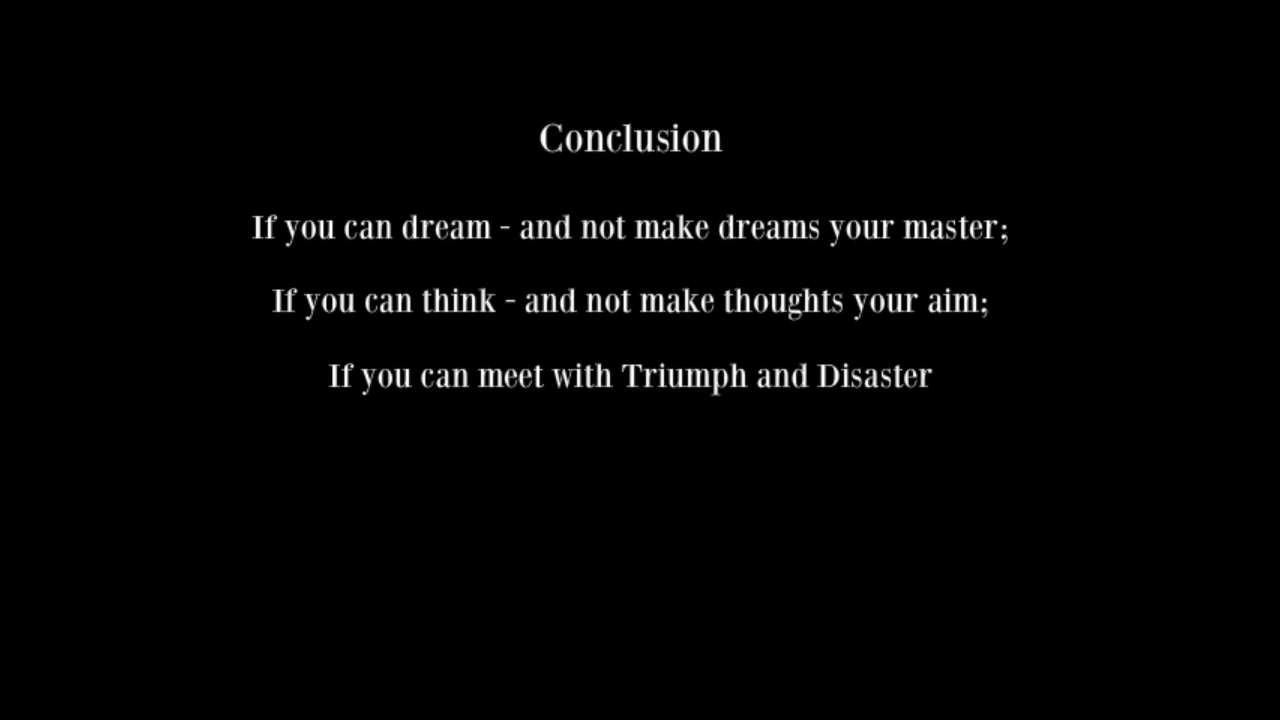 Conclusion
If you can dream - and not make dreams your master;
If you can think - and not make thoughts your aim;
If you can meet with Triumph and Disaster